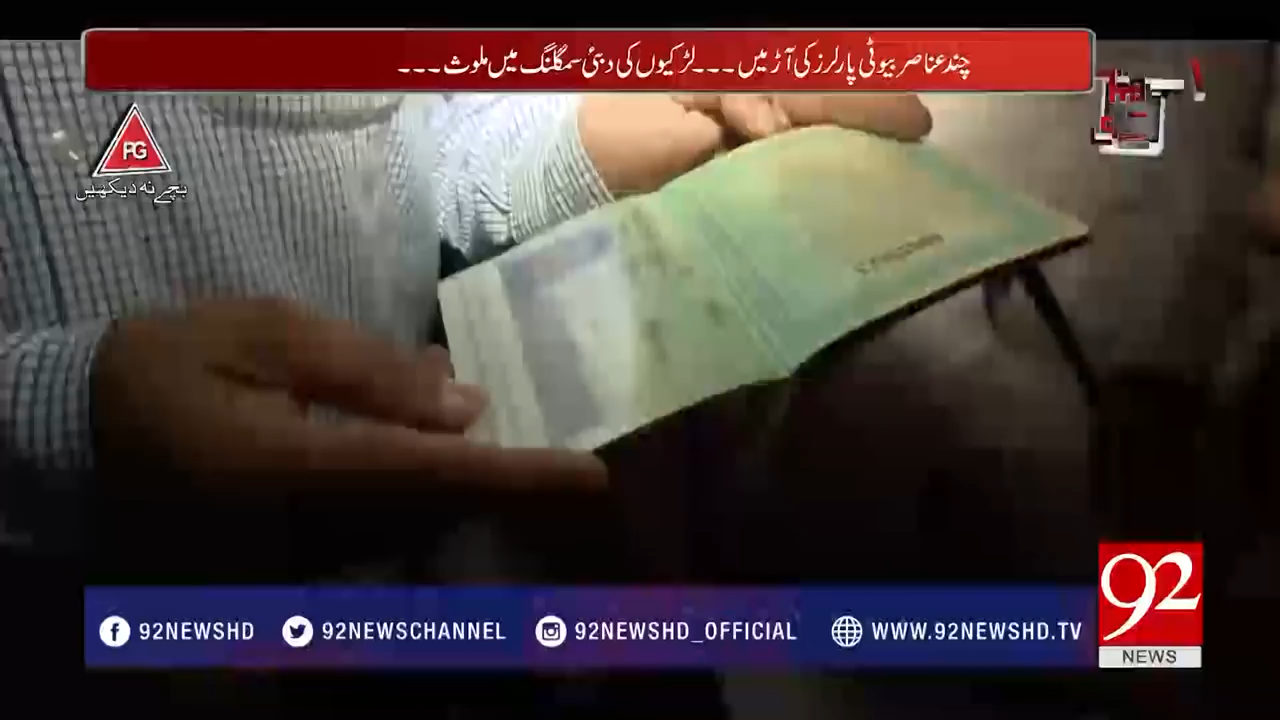 چند عناصر بیوٹی پارلرز کی آڑ میں ۔۔۔ لڑکیوں کی دبئی سمگلنگ میں ملوث ۔۔۔
PG
بچے نہ دیکھیں
92NEWSHD
92NEWSCHANNEL
92NEWSHD_OFFICIAL
WWW.92NEWSHD.TV
92
NEWS